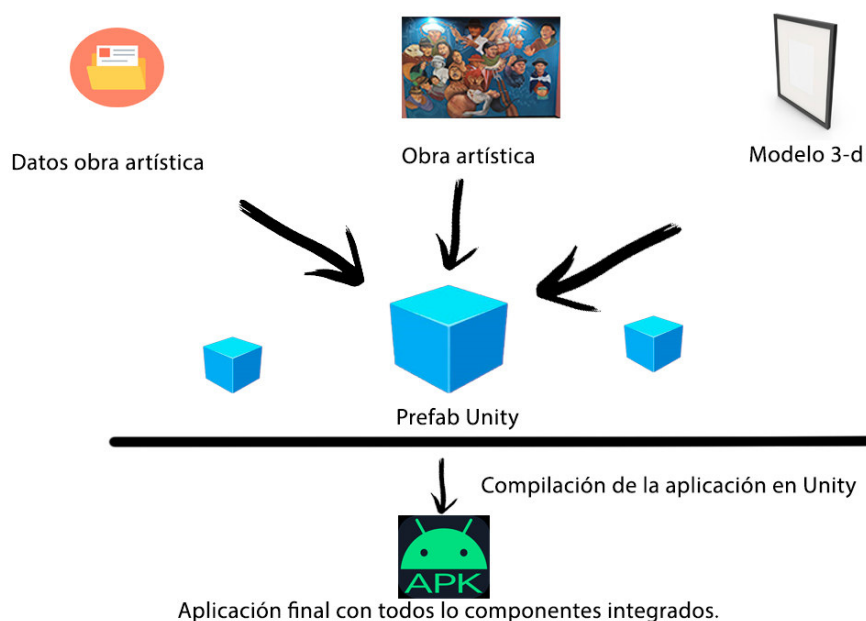 Datos obra artística
Obra artística
Modelo 3-d
Prefab Unity
Compilación de la aplicación en Unity
APK
Aplicación final con todos lo componentes integrados.